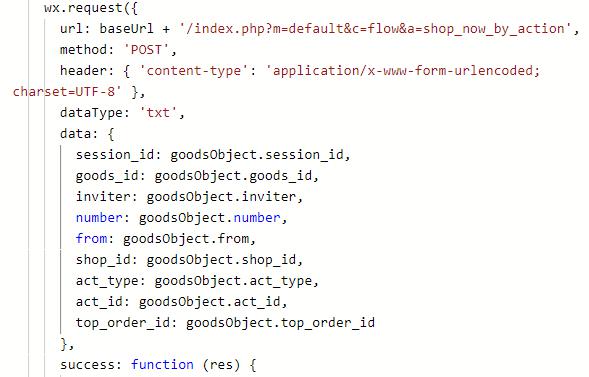 wx.request({
url: baseUrl + '/index.php?m=default&c=flow&a=shop_now_by_action',
method: 'POST',
header: { 'content-type': 'application/x-www-form-urlencoded;
charset=UTF-8' },
dataType: 'txt',
data: {
session_id: goodsObject.session_id,
goods_id: goodsObject.goods_id,
inviter: goodsObject.inviter,
number: goodsObject.number,
from: goodsObject.from,
shop_id: goodsObject.shop_id,
act_type: goodsObject.act_type,
act_id: goodsObject.act_id,
top_order_id: goodsObject.top_order_id
},
success: function (res) {